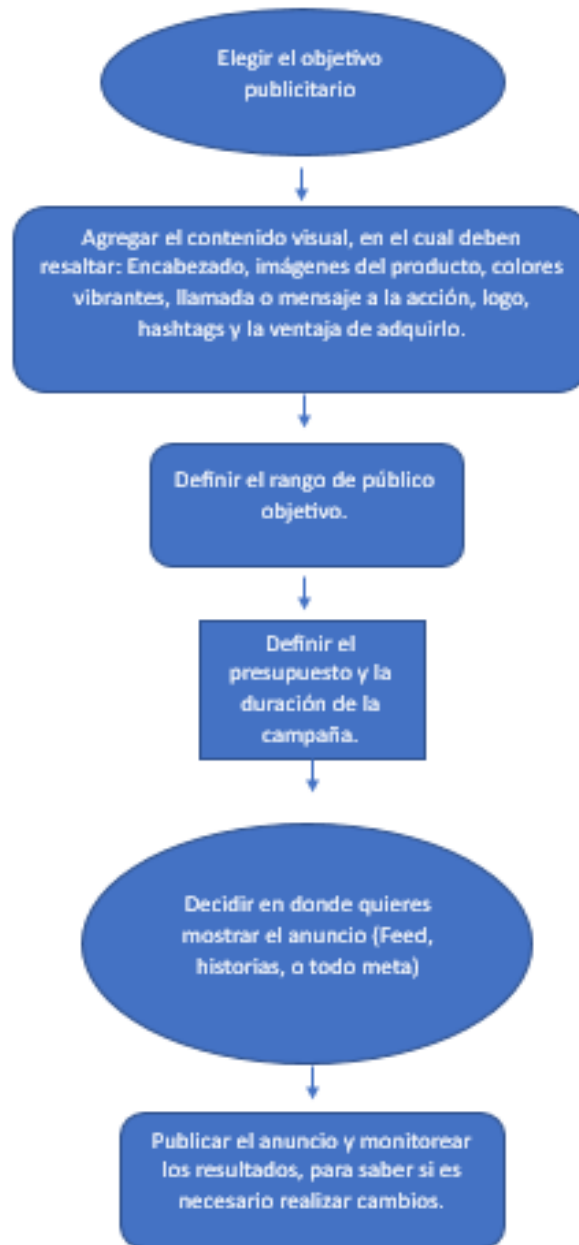 Elegir el objetivo
publicitario
Agregar el contenido visual, en el cual deben
resaltar: Encabezado, imágenes del producto, colores
vibrantes, llamada o mensaje a la acción, logo,
hashtags y la ventaja de adquirlo.
Definir el rango de público
objetivo.
Definir el
presupuesto y la
duración de la
campaña.
Decidir en donde quieres
mostrar el anuncio (Feed,
historias, o todo meta)
Publicar el anuncio y monitorear
los resultados, para saber si es
necesario realizar cambios.